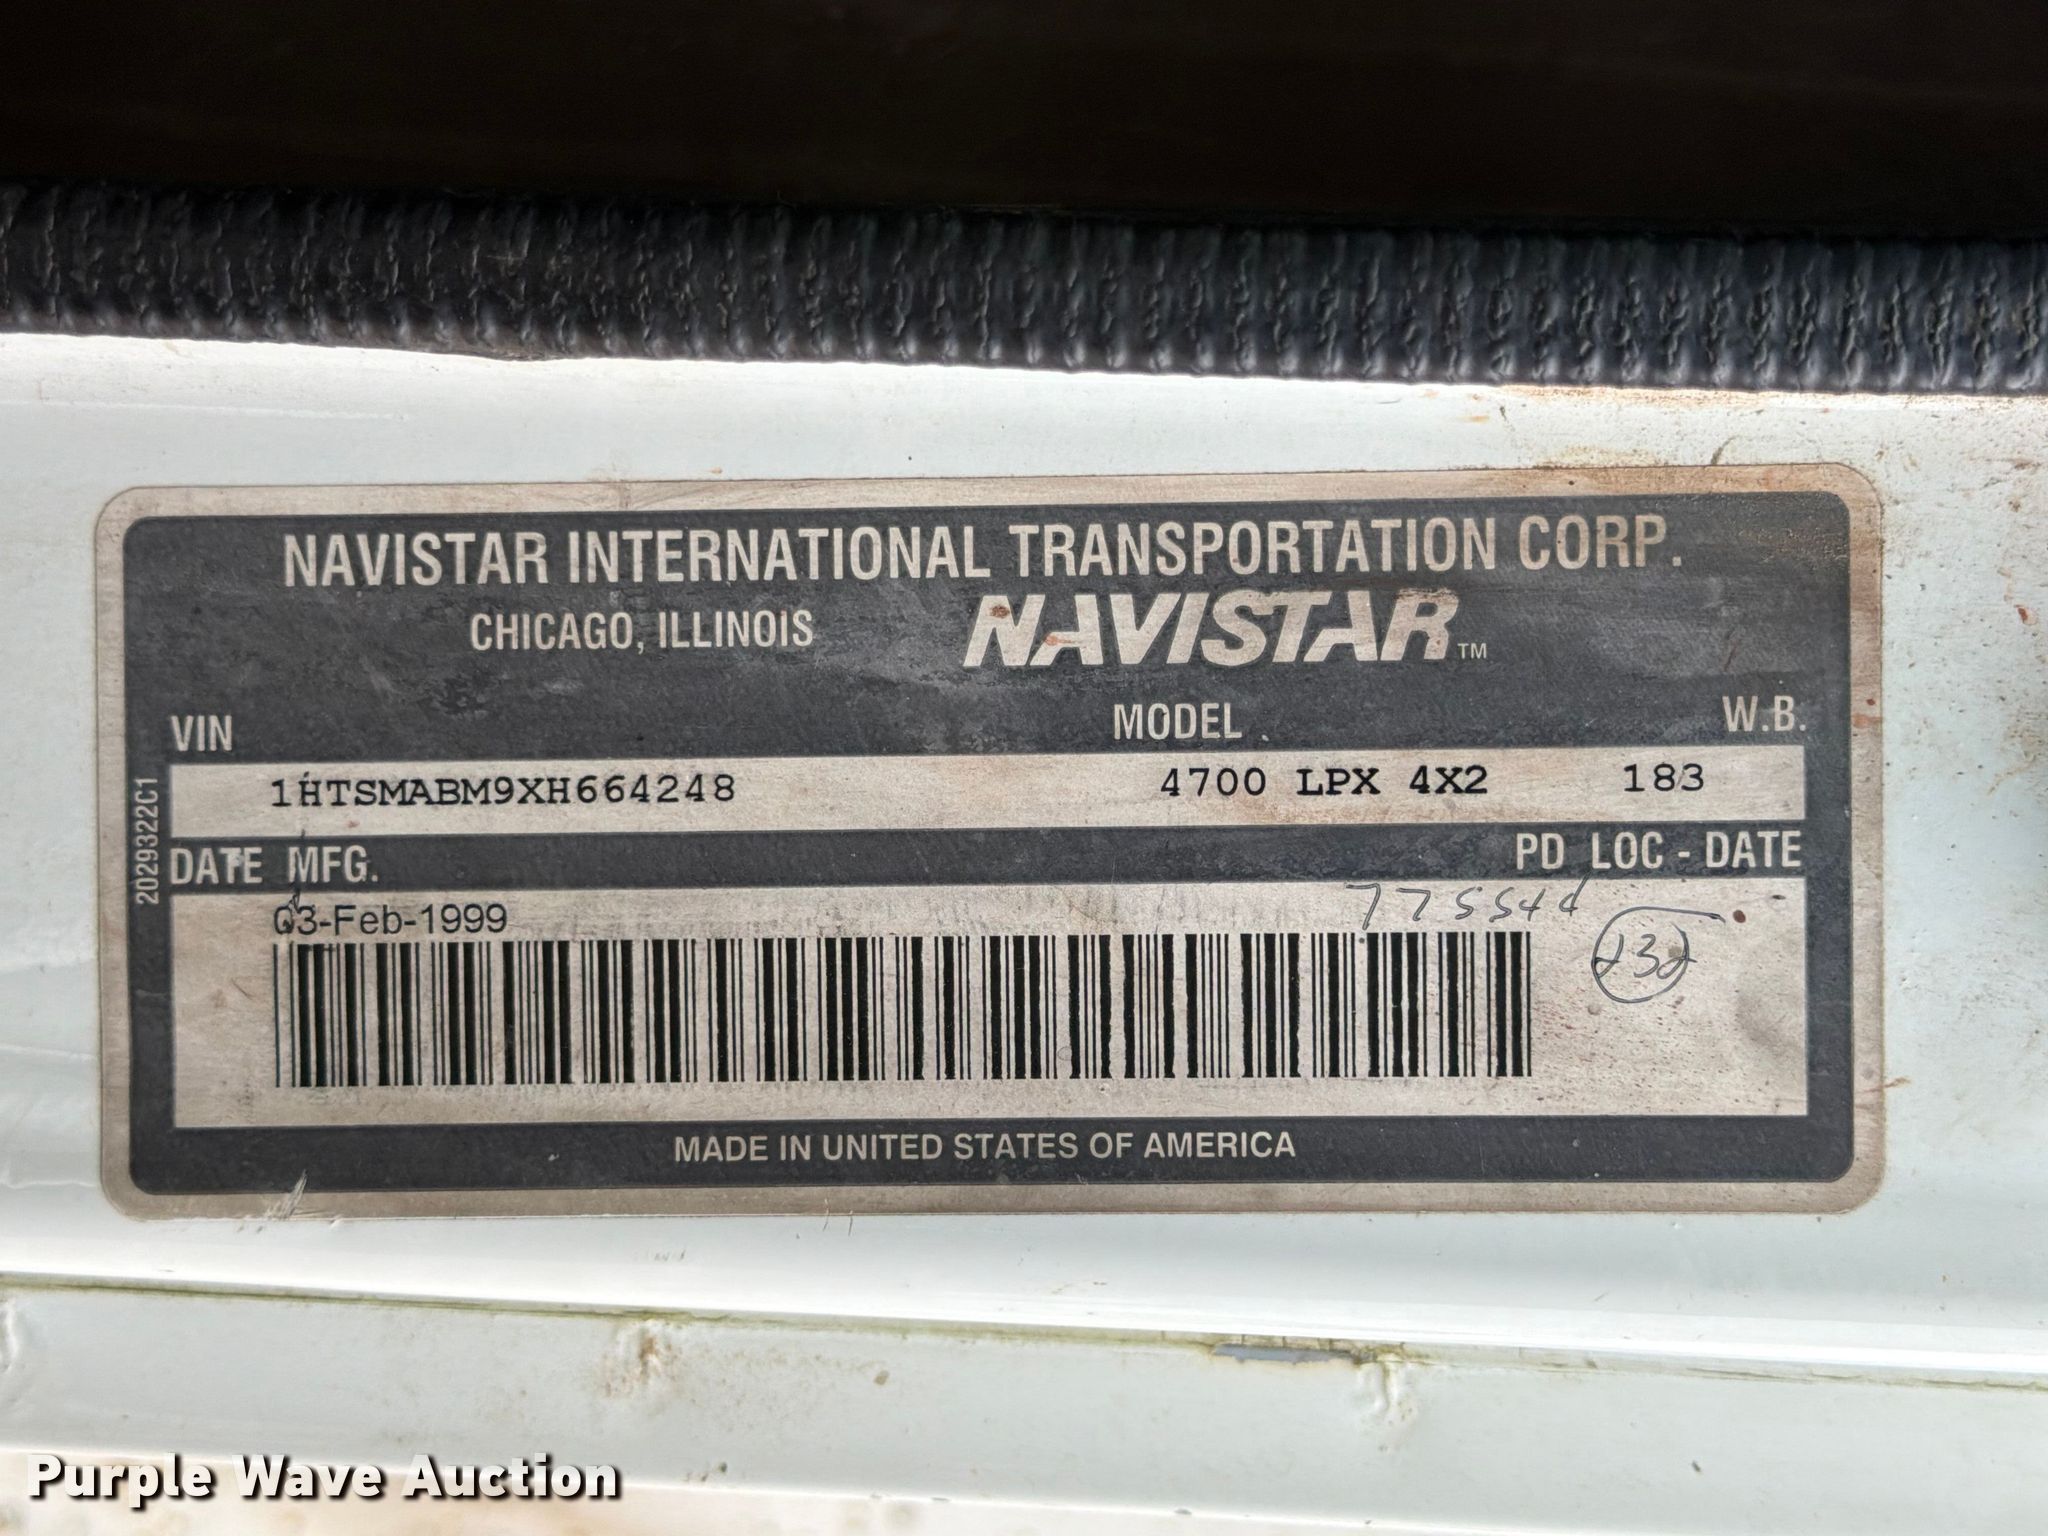 NAVISTAR INTERNATIONAL TRANSPORTATION CORP.
CHICAGO, ILLINOIS NAVISTAR™
VIN MODEL W.B.
1HTSMABM9XH664248 4700 LPX 4X2 183
2029322C1
DATE MFG. PD LOC - DATE
03-Feb-1999
232
MADE IN UNITED STATES OF AMERICA
Purple Wave Auction